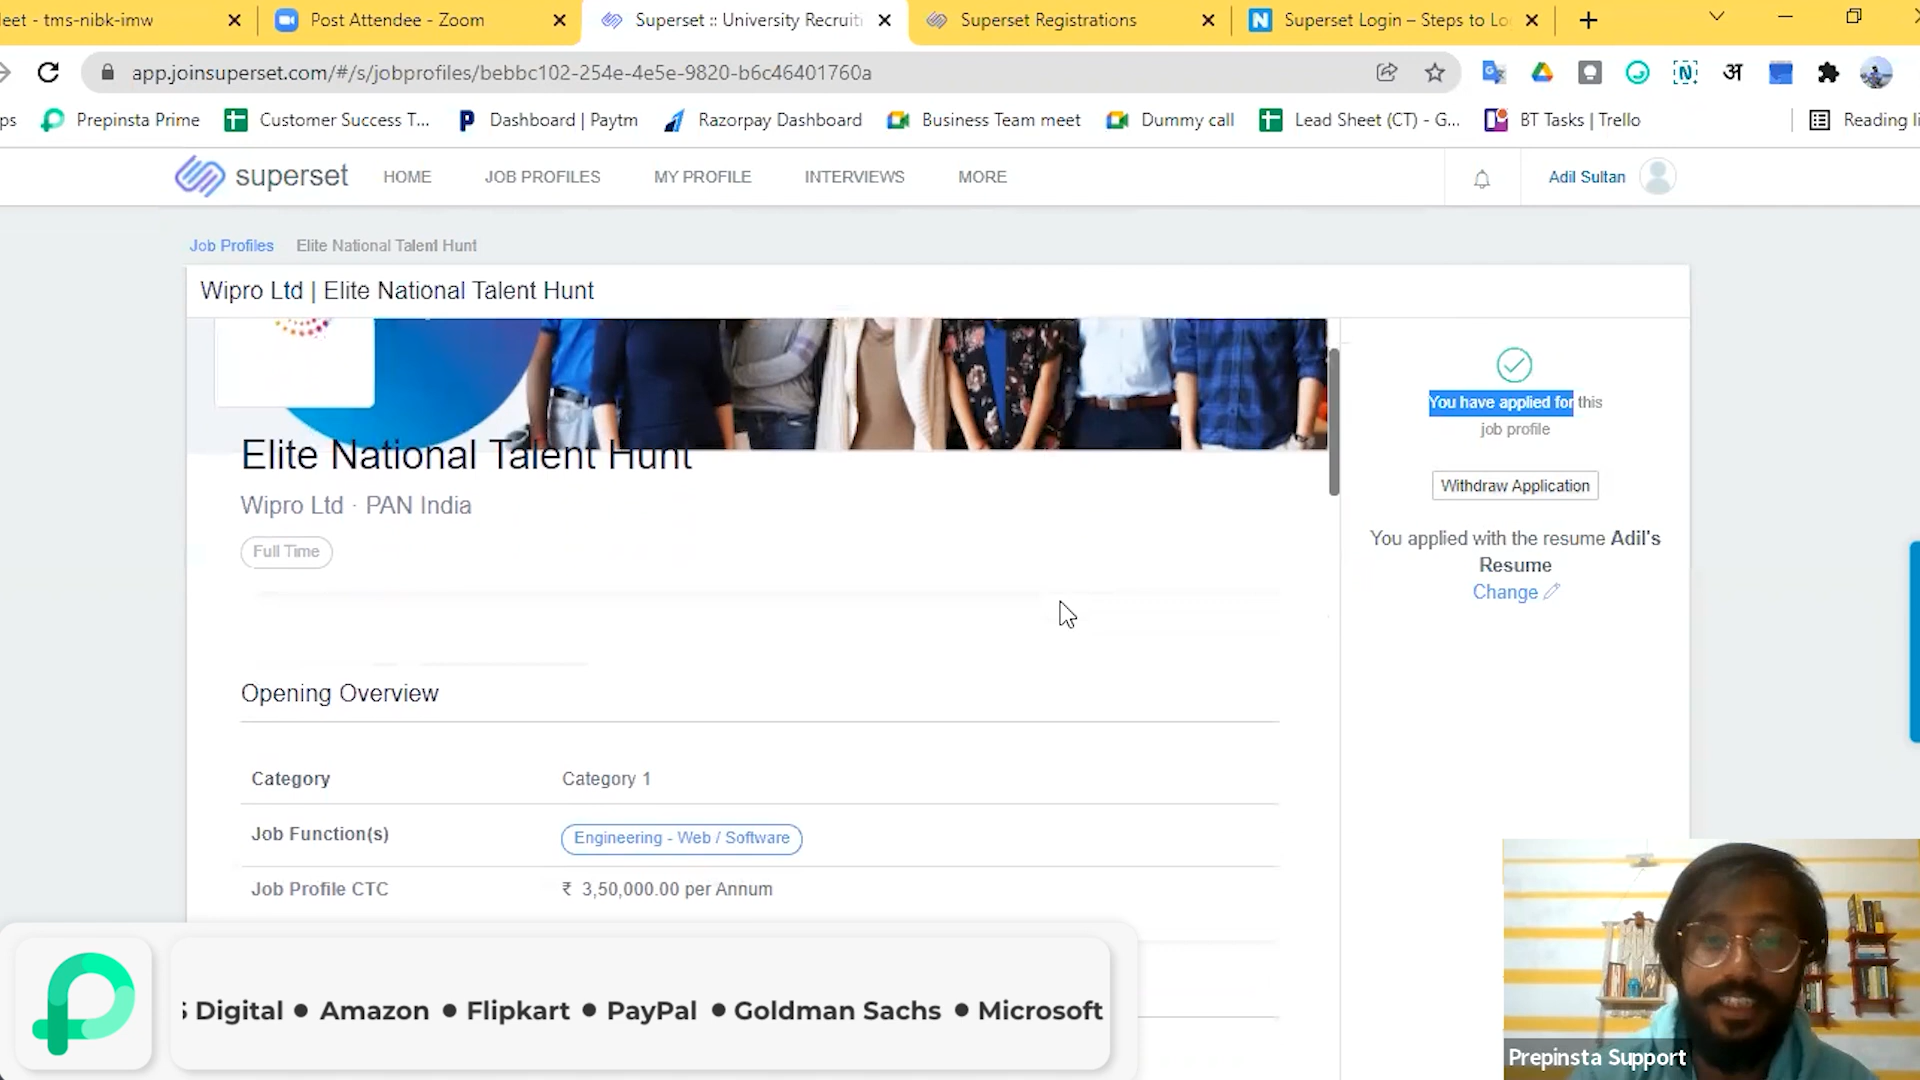 leet - tms-nibk-imw
Post Attendee - Zoom
Superset :: University Recruit
Superset Registrations
Superset Login – Steps to Lo
app.joinsuperset.com/#/s/jobprofiles/bebbc102-254e-4e5e-9820-b6c46401760a
अ
ps
Prepinsta Prime
Customer Success T...
Dashboard | Paytm
Razorpay Dashboard
Business Team meet
Dummy call
Lead Sheet (CT) - G...
BT Tasks | Trello
Reading li
superset
HOME
JOB PROFILES
MY PROFILE
INTERVIEWS
MORE
Adil Sultan
Job Profiles
Elite National Talent Hunt
Wipro Ltd | Elite National Talent Hunt
Elite National Talent Hunt
Wipro Ltd · PAN India
Full Time
Opening Overview
Category
Category 1
Job Function(s)
Engineering - Web / Software
Job Profile CTC
₹ 3,50,000.00 per Annum
You have applied for this
job profile
Withdraw Application
You applied with the resume Adil's
Resume
Change
S Digital ● Amazon ● Flipkart ● PayPal ● Goldman Sachs ● Microsoft
Prepinsta Support